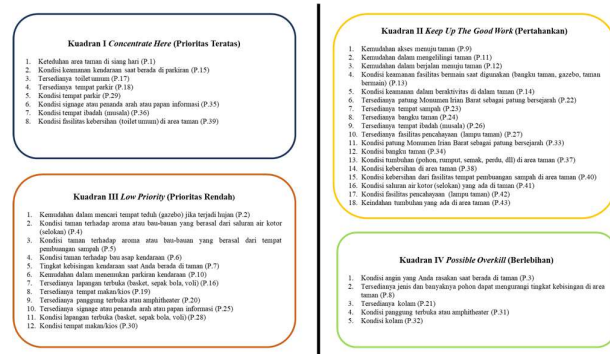 Kuadran I Concentrate Here (Prioritas Teratas)
1. Keteduhan area taman di siang hari (P.1)
2. Kondisi keamanan kendaraan saat berada di parkiran (P.15)
3. Tersedianya toilet umum (P.17)
4. Tersedianya tempat parkir (P.18)
5. Kondisi tempat parkir (P.29)
6. Kondisi signage atau penanda arah atau papan informasi (P.35)
7. Kondisi tempat ibadah (musala) (P.36)
8. Kondisi fasilitas kebersihan (toilet umum) di area taman (P.39)
Kuadran III Low Priority (Prioritas Rendah)
1. Kemudahan dalam mencari tempat teduh (gazebo) jika terjadi hujan (P.2)
2. Kondisi taman terhadap aroma atau bau-bauan yang berasal dari saluran air kotor
(selokan) (P.4)
3. Kondisi taman terhadap aroma atau bau-bauan yang berasal dari tempat
pembuangan sampah (P.5)
4. Kondisi taman terhadap bau asap kendaraan (P.6)
5. Tingkat kebisingan kendaraan saat Anda berada di taman (P.7)
6. Kemudahan dalam menemukan parkiran kendaraan (P.10)
7. Tersedianya lapangan terbuka (basket, sepak bola, voli) (P.16)
8. Tersedianya tempat makan/kios (P.19)
9. Tersedianya panggung terbuka atau amphitheater (P.20)
10. Tersedianya signage atau penanda arah atau papan informasi (P.25)
11. Kondisi lapangan terbuka (basket, sepak bola, voli) (P.28)
12. Kondisi tempat makan/kios (P.30)
Kuadran II Keep Up The Good Work (Pertahankan)
1. Kemudahan akses menuju taman (P.9)
2. Kemudahan dalam mengelilingi taman (P.11)
3. Kemudahan dalam berjalan menuju taman (P.12)
4. Kondisi keamanan fasilitas bermain saat digunakan (bangku taman, gazebo, taman
bermain) (P.13)
5. Kondisi keamanan dalam beraktivitas di dalam taman (P.14)
6. Tersedianya patung Monumen Irian Barat sebagai patung bersejarah (P.22)
7. Tersedianya tempat sampah (P.23)
8. Tersedianya bangku taman (P.24)
9. Tersedianya tempat ibadah (musala) (P.26)
10. Tersedianya fasilitas pencahayaan (lampu taman) (P.27)
11. Kondisi patung Monumen Irian Barat sebagai patung bersejarah (P.33)
12. Kondisi bangku taman (P.34)
13. Kondisi tumbuhan (pohon, rumput, semak, perdu, dll) di area taman (P.37)
14. Kondisi kebersihan di area taman (P.38)
15. Kondisi kebersihan dari fasilitas tempat pembuangan sampah di area taman (P.40)
16. Kondisi saluran air kotor (selokan) yang ada di taman (P.41)
17. Kondisi fasilitas pencahayaan (P.42)
18. Keindahan tumbuhan yang ada di area taman (P.43)
Kuadran IV Possible Overkill (Berlebihan)
1. Kondisi angin yang Anda rasakan saat berada di taman (P.3)
2. Tersedianya jenis dan banyaknya pohon dapat mengurangi tingkat kebisingan di area
taman (P.8)
3. Tersedianya kolam (P.21)
4. Kondisi panggung terbuka atau amphitheater (P.31)
5. Kondisi kolam (P.32)